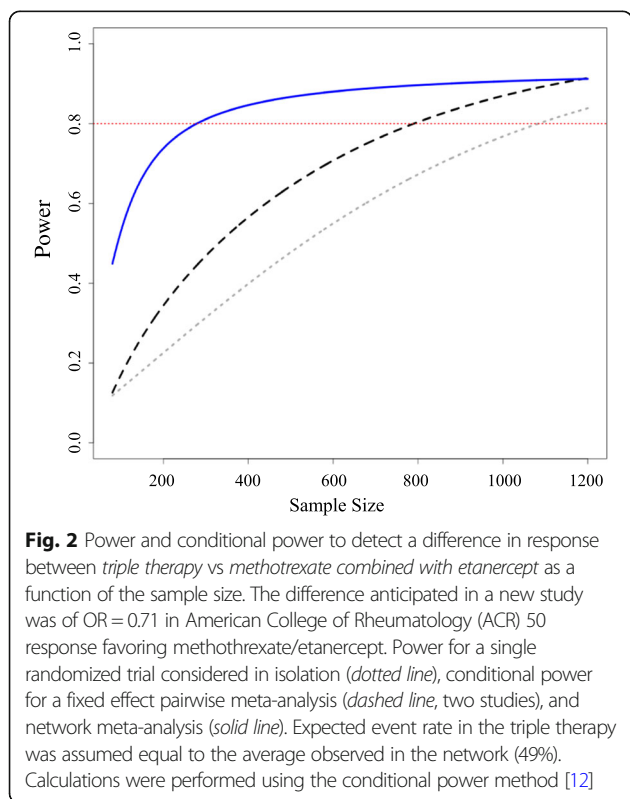 1.0
0.8
0.6
0.4
0.2
0.0
Power
200 400 600 800 1000 1200
Sample Size
Fig. 2 Power and conditional power to detect a difference in response
between triple therapy vs methotrexate combined with etanercept as a
function of the sample size. The difference anticipated in a new study
was of OR = 0.71 in American College of Rheumatology (ACR) 50
response favoring methothrexate/etanercept. Power for a single
randomized trial considered in isolation (dotted line), conditional power
for a fixed effect pairwise meta-analysis (dashed line, two studies), and
network meta-analysis (solid line). Expected event rate in the triple therapy
was assumed equal to the average observed in the network (49%).
Calculations were performed using the conditional power method [12]